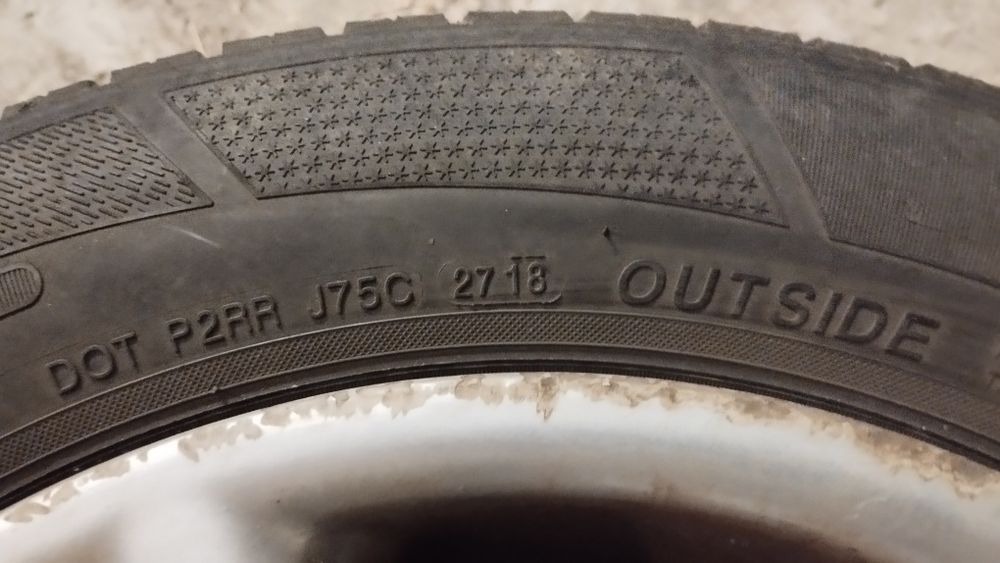 DOT P2RR J75C 2718 OUTSIDE